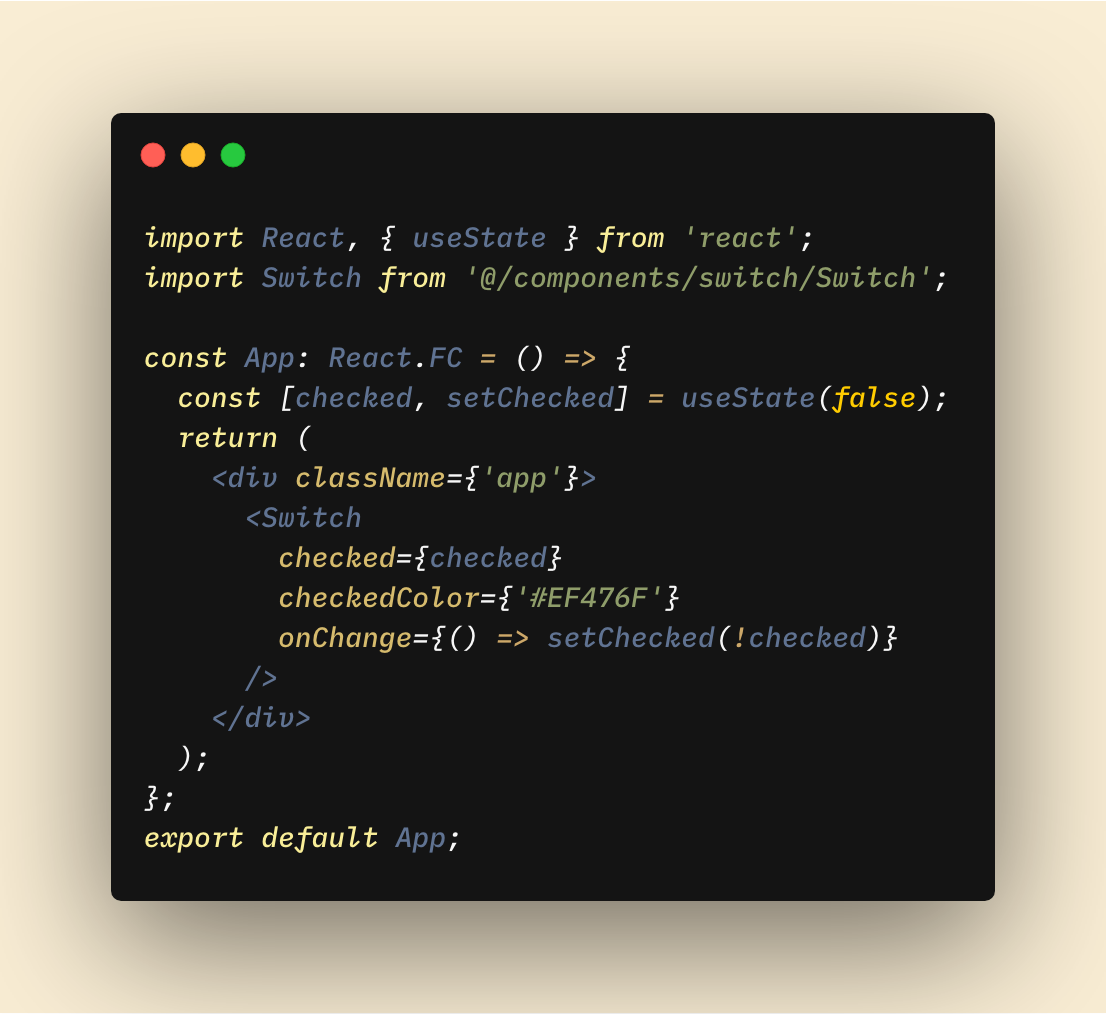 import React, { useState } from 'react';
import Switch from '@/components/switch/Switch';

const App: React.FC = () => {
  const [checked, setChecked] = useState(false);
  return (
    <div className={'app'}>
      <Switch
        checked={checked}
        checkedColor={'#EF476F'}
        onChange={() => setChecked(!checked)}
      />
    </div>
  );
};
export default App;